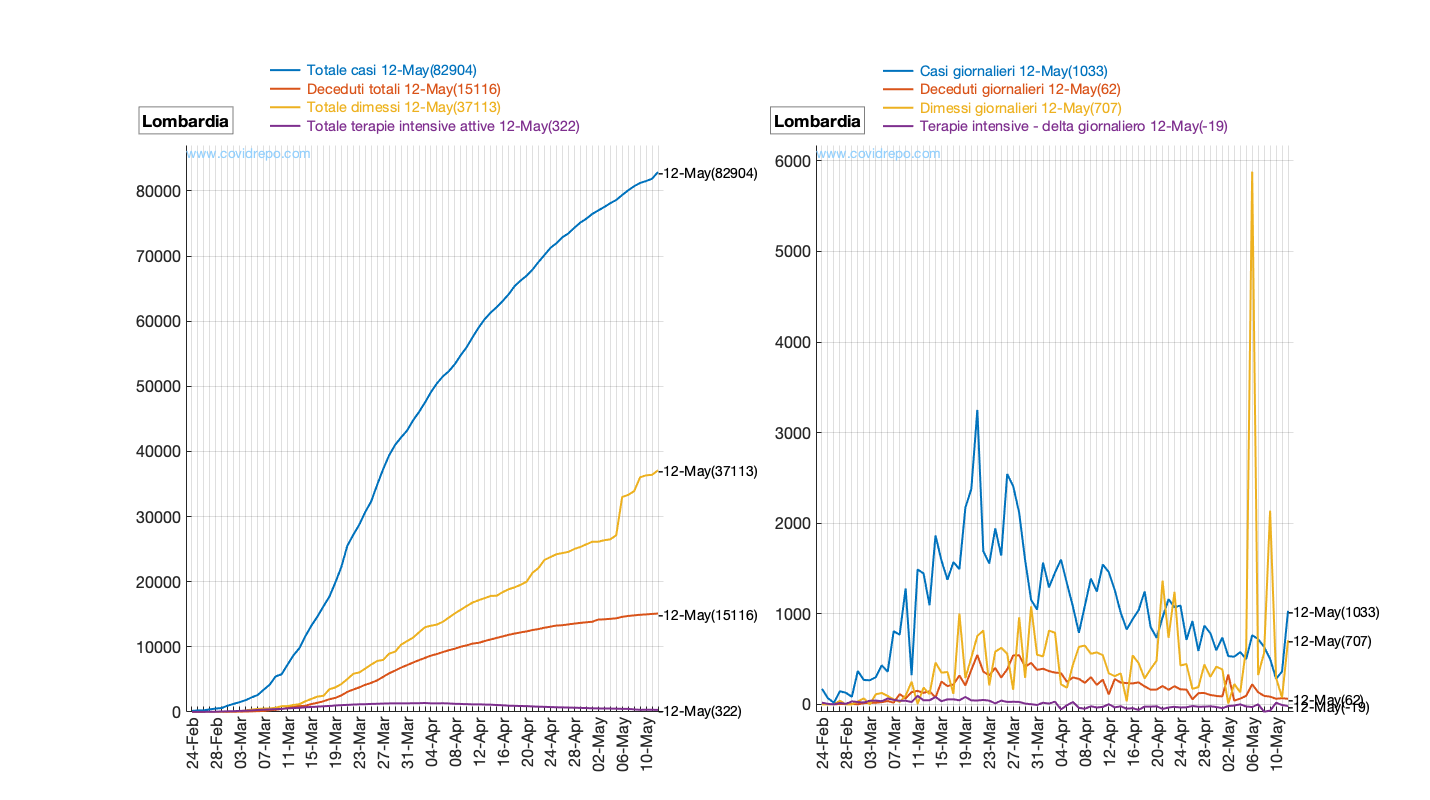 Totale casi 12-May(82904)
Deceduti totali 12-May(15116)
Totale dimessi 12-May(37113)
Totale terapie intensive attive 12-May(322)
Lombardia
www.covidrepo.com
80000
70000
60000
50000
40000
30000
20000
10000
0
12-May(82904)
12-May(37113)
12-May(15116)
12-May(322)
24-Feb
28-Feb
03-Mar
07-Mar
11-Mar
15-Mar
19-Mar
23-Mar
27-Mar
31-Mar
04-Apr
08-Apr
12-Apr
16-Apr
20-Apr
24-Apr
28-Apr
02-May
06-May
10-May
Casi giornalieri 12-May(1033)
Deceduti giornalieri 12-May(62)
Dimessi giornalieri 12-May(707)
Terapie intensive - delta giornaliero 12-May(-19)
Lombardia
www.covidrepo.com
6000
5000
4000
3000
2000
1000
0
12-May(1033)
12-May(707)
12-May(62)
12-May(-19)
24-Feb
28-Feb
03-Mar
07-Mar
11-Mar
15-Mar
19-Mar
23-Mar
27-Mar
31-Mar
04-Apr
08-Apr
12-Apr
16-Apr
20-Apr
24-Apr
28-Apr
02-May
06-May
10-May